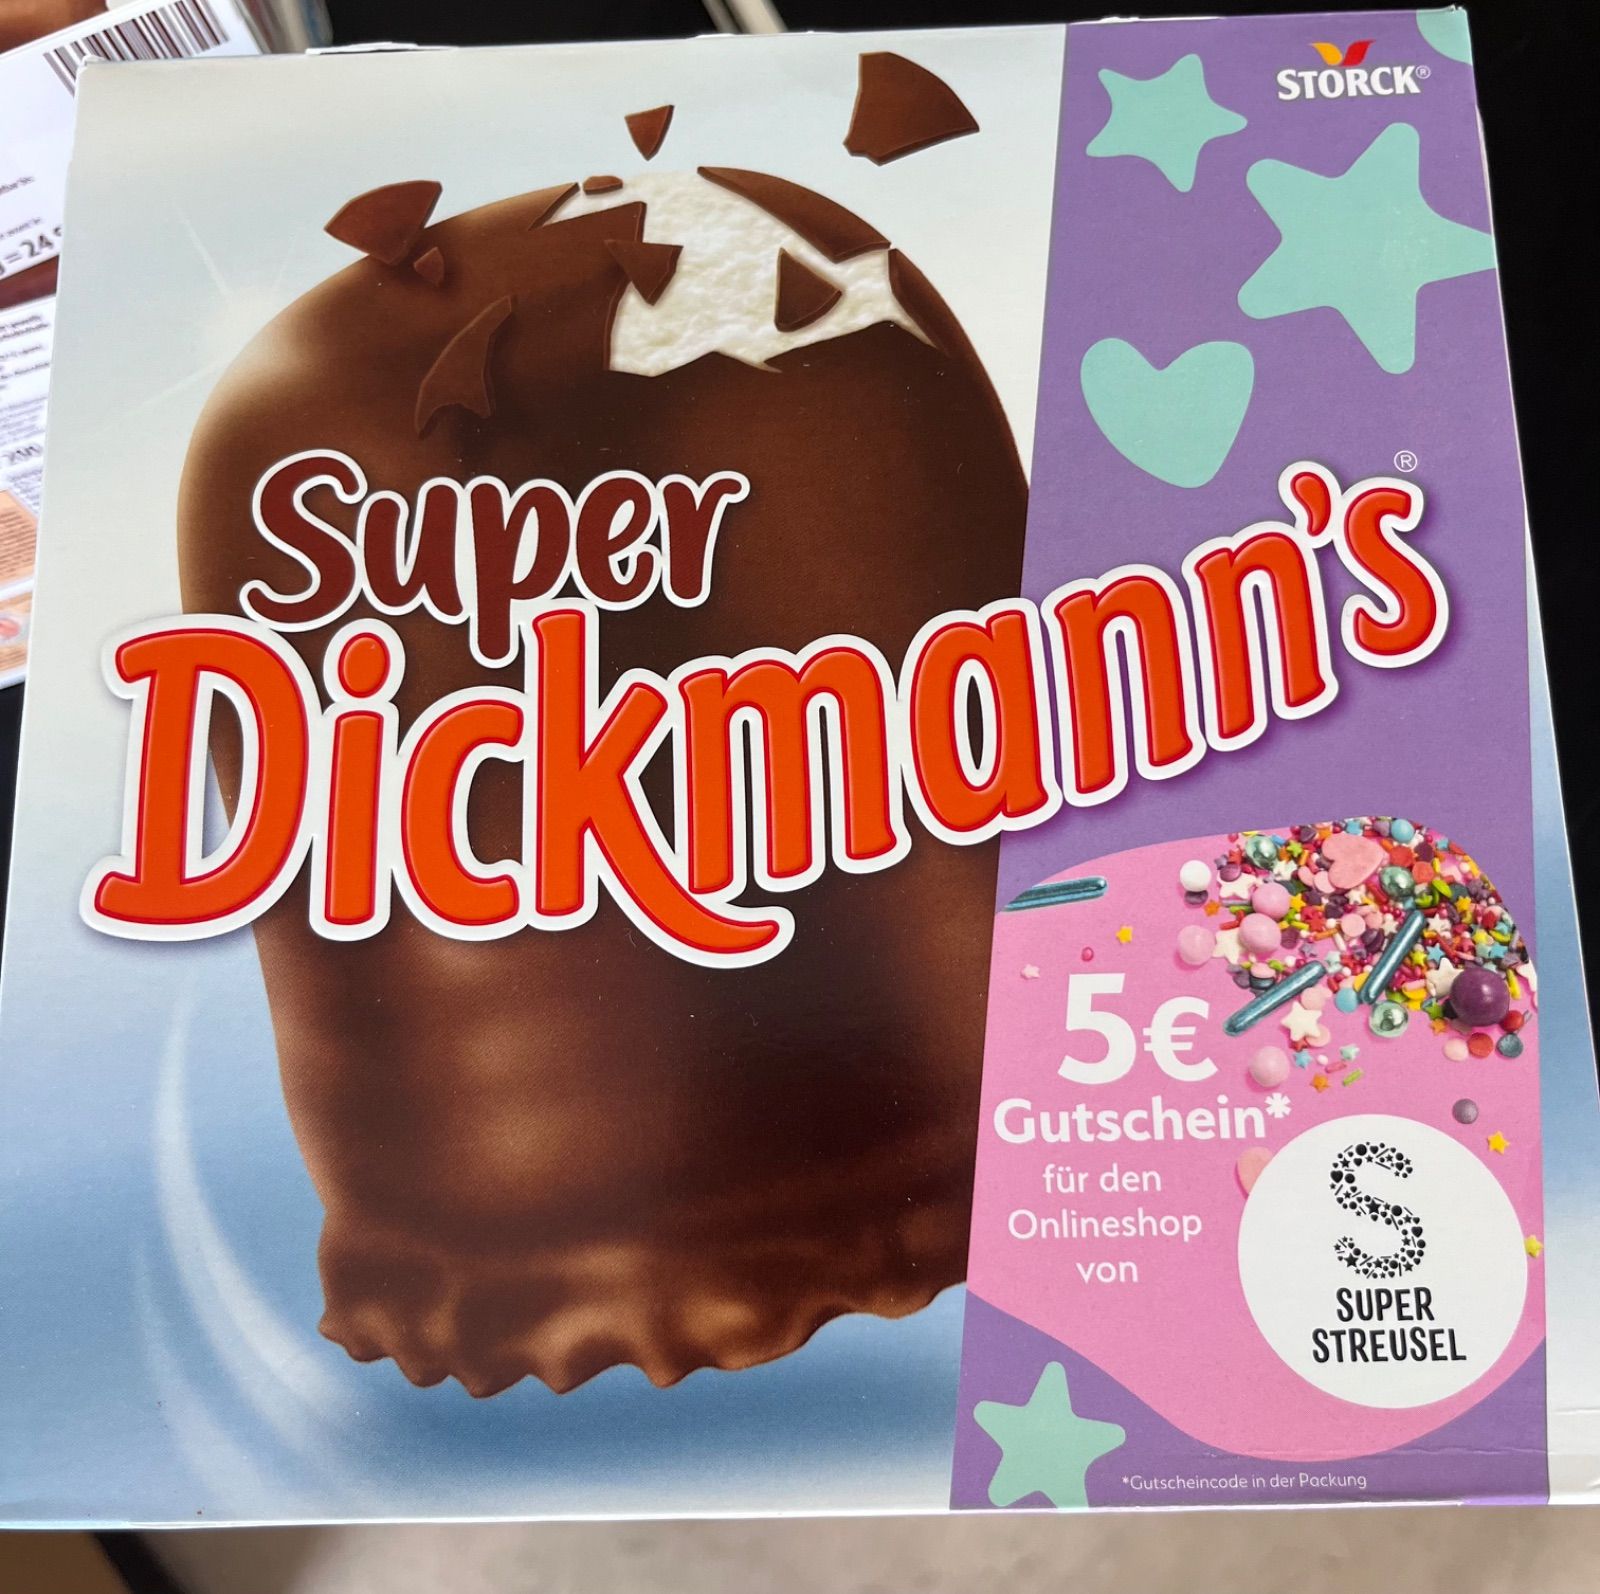 STORCK®
Super
Dickmann's®
5€
Gutschein*
für den
Onlineshop
von
S
SUPER
STREUSEL
*Gutscheincode in der Packung